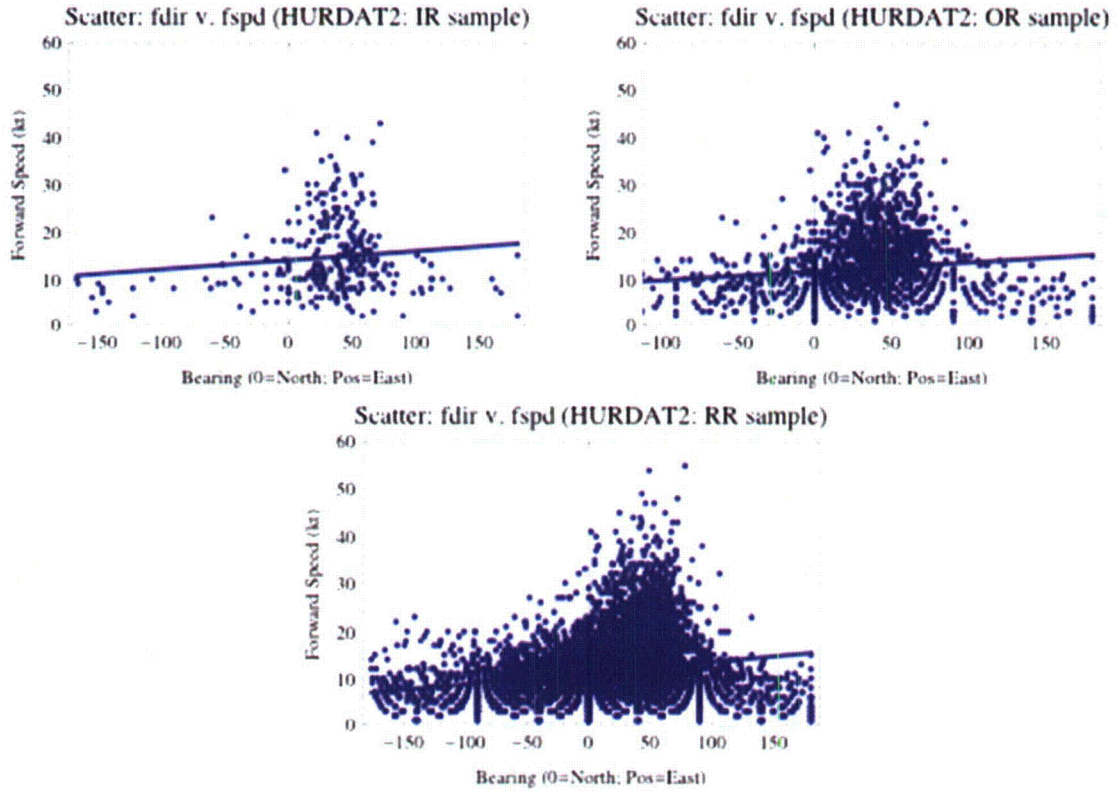 Scatter: fdir v. fspd (HURDAT2: IR sample)
60
50
40
30
20
10
0
Forward Speed (kt)
−150 −100 −50 0 50 100 150
Bearing (0=North; Pos=East)
Scatter: fdir v. fspd (HURDAT2: OR sample)
60
50
40
30
20
10
0
Forward Speed (kt)
−100 −50 0 50 100 150
Bearing (0=North; Pos=East)
Scatter: fdir v. fspd (HURDAT2: RR sample)
60
50
40
30
20
10
0
Forward Speed (kt)
−150 −100 −50 0 50 100 150
Bearing (0=North; Pos=East)